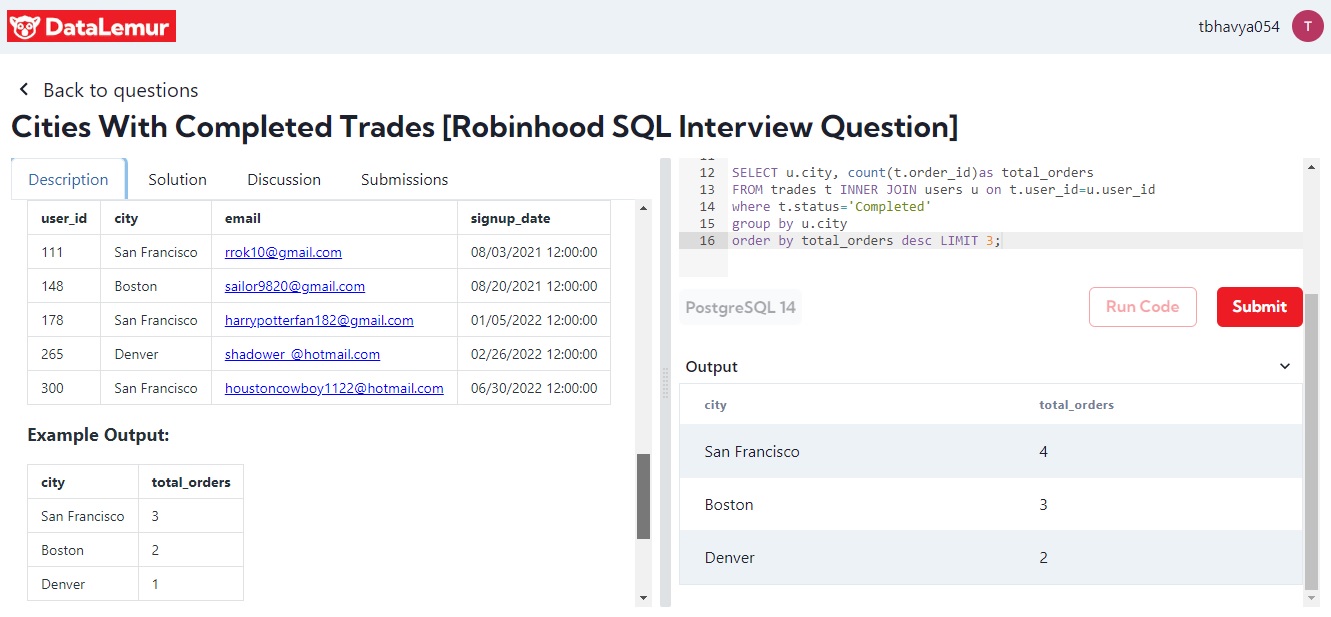 DataLemur
tbhavya054
T
Back to questions
Cities With Completed Trades [Robinhood SQL Interview Question]
Description
Solution
Discussion
Submissions
user_id city email signup_date
111 San Francisco rrok10@gmail.com 08/03/2021 12:00:00
148 Boston sailor9820@gmail.com 08/20/2021 12:00:00
178 San Francisco harrypotterfan182@gmail.com 01/05/2022 12:00:00
265 Denver shadower_@hotmail.com 02/26/2022 12:00:00
300 San Francisco houstoncowboy1122@hotmail.com 06/30/2022 12:00:00
Example Output:
city total_orders
San Francisco 3
Boston 2
Denver 1
11
12 SELECT u.city, count(t.order_id)as total_orders
13 FROM trades t INNER JOIN users u on t.user_id=u.user_id
14 where t.status='Completed'
15 group by u.city
16 order by total_orders desc LIMIT 3;
PostgreSQL 14
Run Code
Submit
Output
city total_orders
San Francisco 4
Boston 3
Denver 2